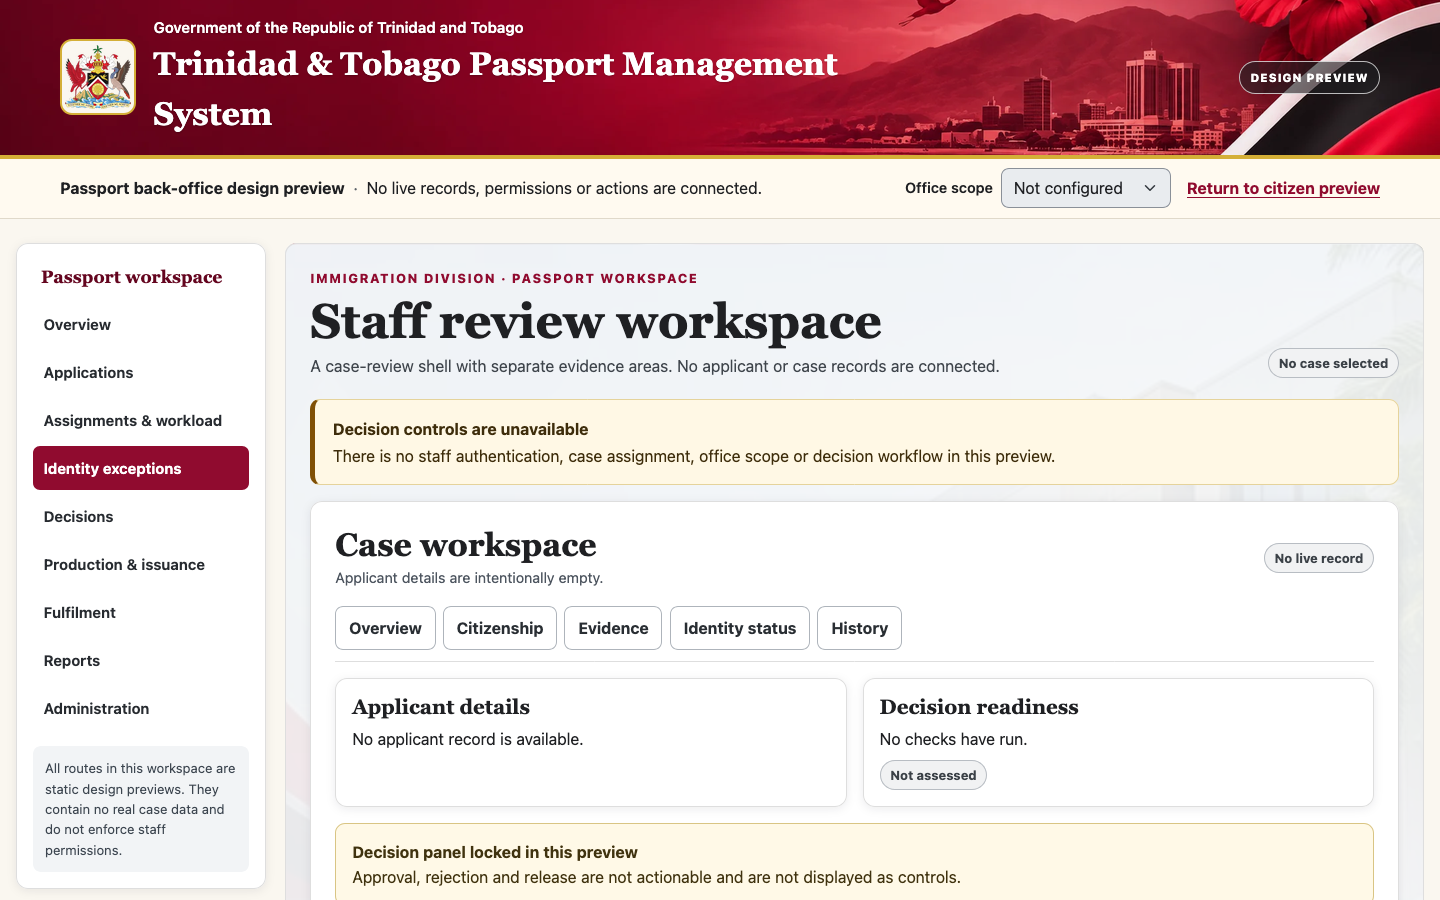 Government of the Republic of Trinidad and Tobago
Trinidad & Tobago Passport Management
System
DESIGN PREVIEW
Passport back-office design preview · No live records, permissions or actions are connected.
Office scope
Not configured
Return to citizen preview
Passport workspace
Overview
Applications
Assignments & workload
Identity exceptions
Decisions
Production & issuance
Fulfilment
Reports
Administration
All routes in this workspace are
static design previews. They
contain no real case data and
do not enforce staff
permissions.
IMMIGRATION DIVISION · PASSPORT WORKSPACE
Staff review workspace
A case-review shell with separate evidence areas. No applicant or case records are connected.
No case selected
Decision controls are unavailable
There is no staff authentication, case assignment, office scope or decision workflow in this preview.
Case workspace
Applicant details are intentionally empty.
No live record
Overview
Citizenship
Evidence
Identity status
History
Applicant details
No applicant record is available.
Decision readiness
No checks have run.
Not assessed
Decision panel locked in this preview
Approval, rejection and release are not actionable and are not displayed as controls.